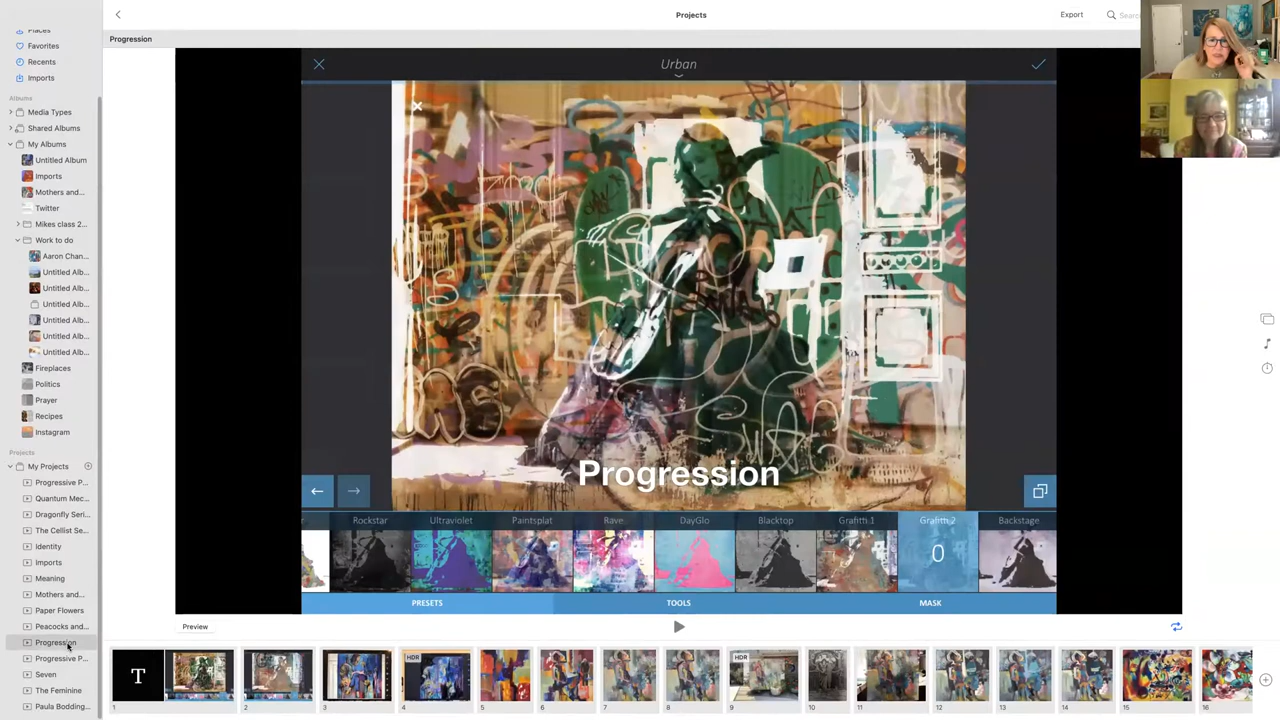 Projects
Export
Search
Progression
Places
Favorites
Recents
Imports
Albums
Media Types
Shared Albums
My Albums
Untitled Album
Imports
Mothers and...
Twitter
Mikes class 2...
Work to do
Aaron Chan...
Untitled Alb...
Untitled Alb...
Untitled Alb...
Untitled Alb...
Untitled Alb...
Untitled Alb...
Fireplaces
Politics
Prayer
Recipes
Instagram
Projects
My Projects
Progressive P...
Quantum Mec...
Dragonfly Seri...
The Cellist Se...
Identity
Imports
Meaning
Mothers and...
Paper Flowers
Peacocks and...
Progression
Progressive P...
Seven
The Feminine
Paula Bodding...
Urban
Progression
Rockstar Ultraviolet Paintsplat Rave DayGlo Blacktop Grafitti 1 Grafitti 2 Backstage
0
PRESETS TOOLS MASK
Preview
T
HDR
HDR
1 2 3 4 5 6 7 8 9 10 11 12 13 14 15 16